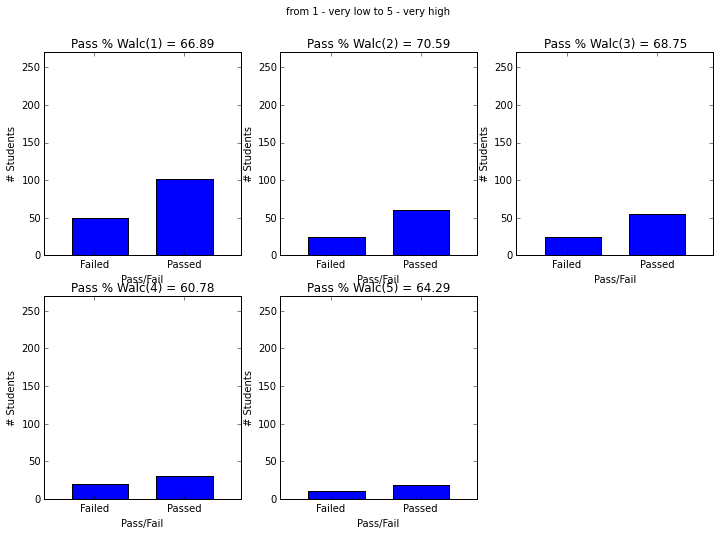 from 1 - very low to 5 - very high
Pass % Walc(1) = 66.89
250
200
150
100
50
0
# Students
Failed
Passed
Pass/Fail
Pass % Walc(2) = 70.59
250
200
150
100
50
0
# Students
Failed
Passed
Pass/Fail
Pass % Walc(3) = 68.75
250
200
150
100
50
0
# Students
Failed
Passed
Pass/Fail
Pass % Walc(4) = 60.78
250
200
150
100
50
0
# Students
Failed
Passed
Pass/Fail
Pass % Walc(5) = 64.29
250
200
150
100
50
0
# Students
Failed
Passed
Pass/Fail